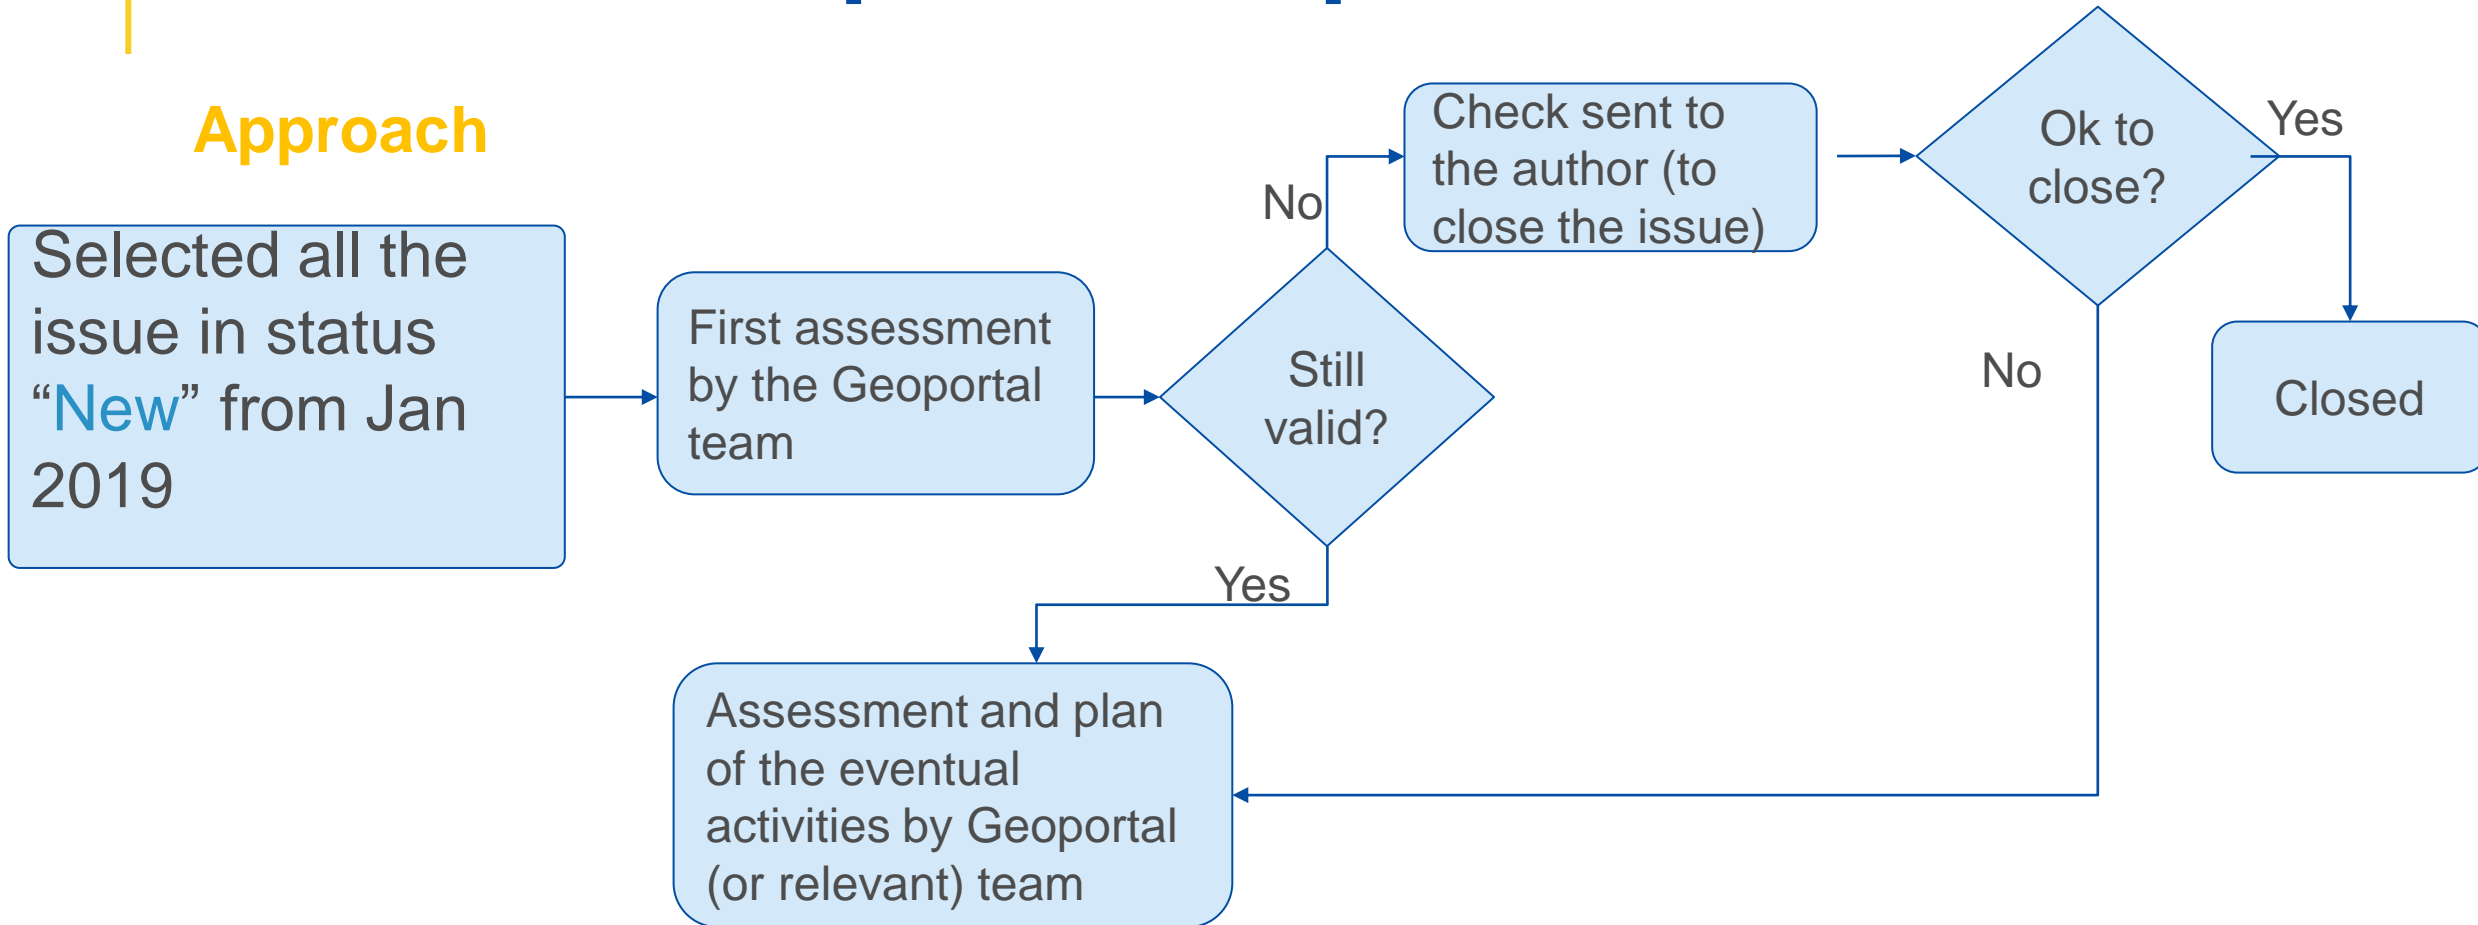 Approach
Selected all the
issue in status
“New” from Jan
2019
First assessment
by the Geoportal
team
Still
valid?
No
Yes
Check sent to
the author (to
close the issue)
Ok to
close?
Yes
No
Closed
Assessment and plan
of the eventual
activities by Geoportal
(or relevant) team